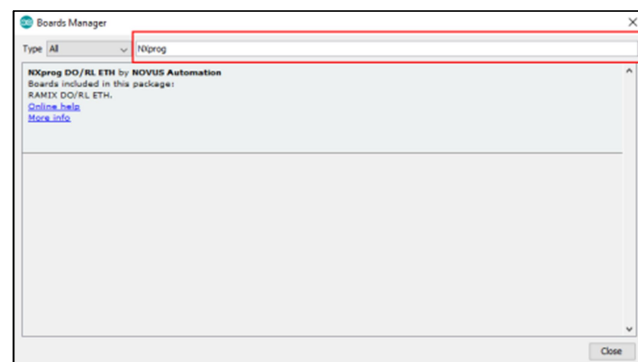 Boards Manager
Type All NXprog
NXprog DO/RL ETH by NOVUS Automation
Boards included in this package:
RAMIX DO/RL ETH.
Online help
More info
Close